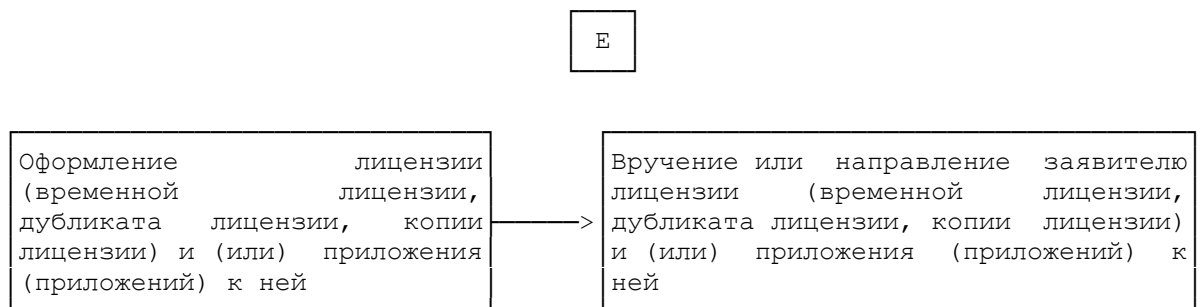 Е
Оформление лицензии
(временной лицензии,
дубликата лицензии, копии
лицензии) и (или) приложения
(приложений) к ней
Вручение или направление заявителю
лицензии (временной лицензии,
дубликата лицензии, копии лицензии)
и (или) приложения (приложений) к
ней